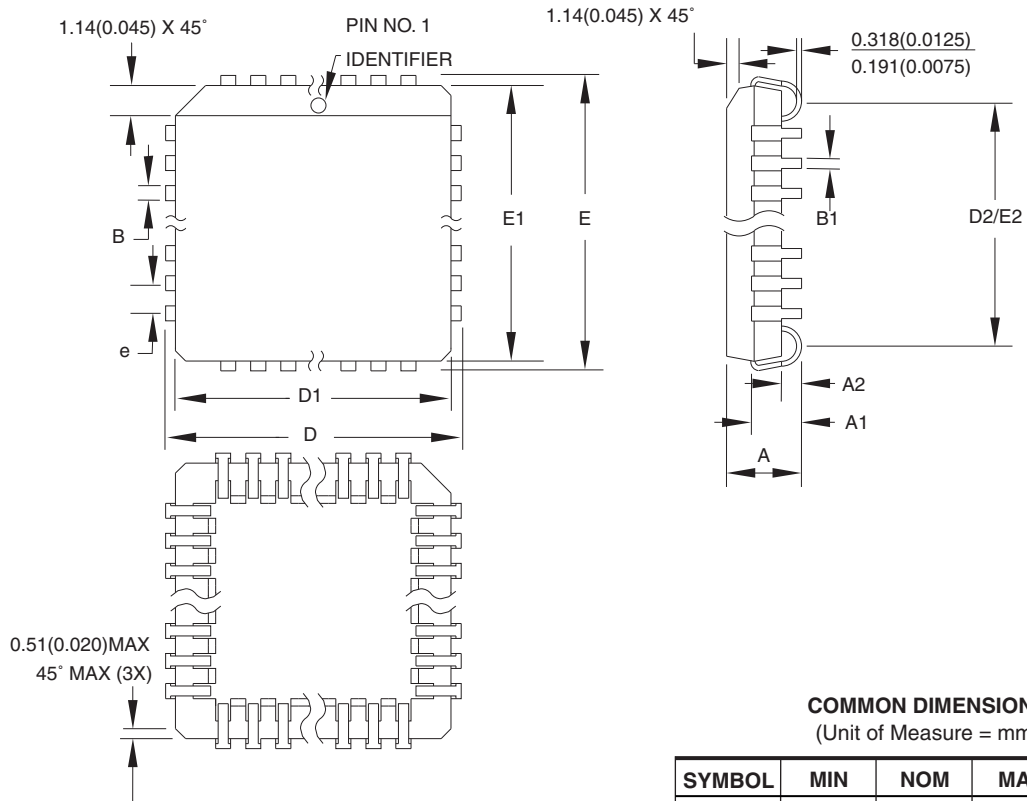 1.14(0.045) X 45˚
PIN NO. 1
IDENTIFIER
1.14(0.045) X 45˚
0.318(0.0125)
0.191(0.0075)
B
e
E1
E
B1
D2/E2
D1
D
A2
A1
A
0.51(0.020)MAX
45˚ MAX (3X)
COMMON DIMENSION
(Unit of Measure = mm
SYMBOL MIN NOM MA